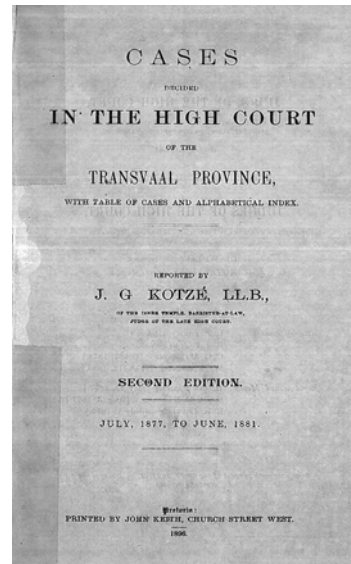 CASES
DECIDED
IN THE HIGH COURT
OF THE
TRANSVAAL PROVINCE,
WITH TABLE OF CASES AND ALPHABETICAL INDEX.
REPORTED BY
J. G KOTZÉ, LL.B.,
OF THE INNER TEMPLE, BARRISTER-AT-LAW,
JUDGE OF THE LATE HIGH COURT.
SECOND EDITION.
JULY, 1877, TO JUNE, 1881.
Pretoria:
PRINTED BY JOHN KEITH, CHURCH STREET WEST.
1896.